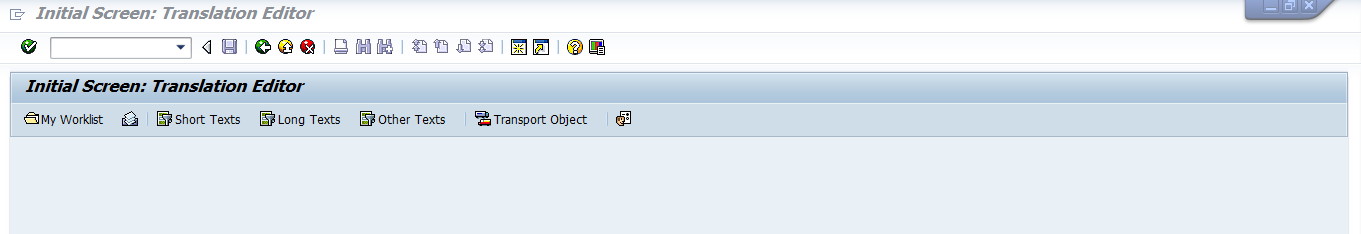 Initial Screen: Translation Editor
Initial Screen: Translation Editor
My Worklist Short Texts Long Texts Other Texts Transport Object